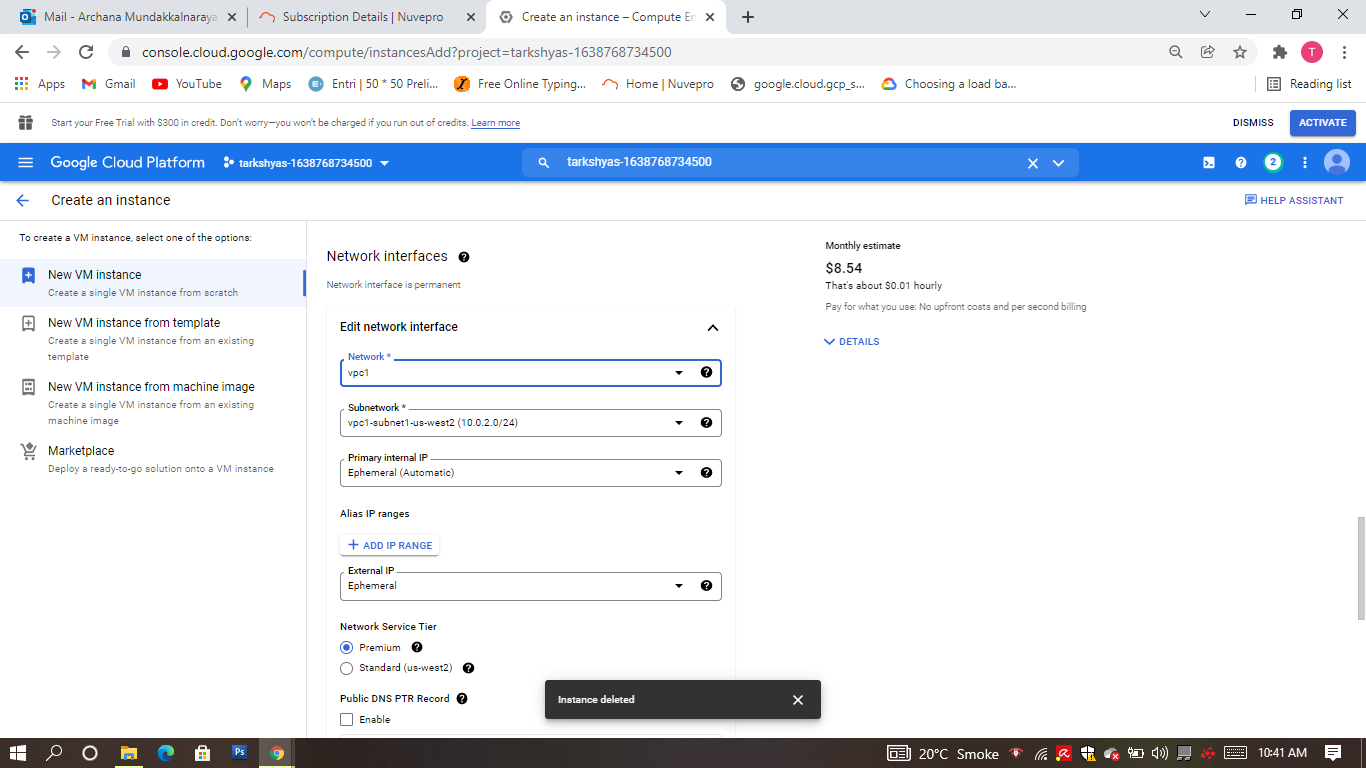 Mail - Archana Mundakkalnaraya
Subscription Details | Nuvepro
Create an instance – Compute En
console.cloud.google.com/compute/instancesAdd?project=tarkshyas-1638768734500
T
Apps
Gmail
YouTube
Maps
Entri | 50 * 50 Preli...
Free Online Typing...
Home | Nuvepro
google.cloud.gcp_s...
Choosing a load ba...
Reading list
Start your Free Trial with $300 in credit. Don't worry—you won't be charged if you run out of credits. Learn more
DISMISS
ACTIVATE
Google Cloud Platform
tarkshyas-1638768734500
tarkshyas-1638768734500
2
Create an instance
HELP ASSISTANT
To create a VM instance, select one of the options:
New VM instance
Create a single VM instance from scratch
New VM instance from template
Create a single VM instance from an existing
template
New VM instance from machine image
Create a single VM instance from an existing
machine image
Marketplace
Deploy a ready-to-go solution onto a VM instance
Network interfaces
Network interface is permanent
Edit network interface
Network *
vpc1
Subnetwork *
vpc1-subnet1-us-west2 (10.0.2.0/24)
Primary internal IP
Ephemeral (Automatic)
Alias IP ranges
ADD IP RANGE
External IP
Ephemeral
Network Service Tier
Premium
Standard (us-west2)
Public DNS PTR Record
Enable
Monthly estimate
$8.54
That's about $0.01 hourly
Pay for what you use: No upfront costs and per second billing
DETAILS
Instance deleted
Ps
20°C Smoke
10:41 AM